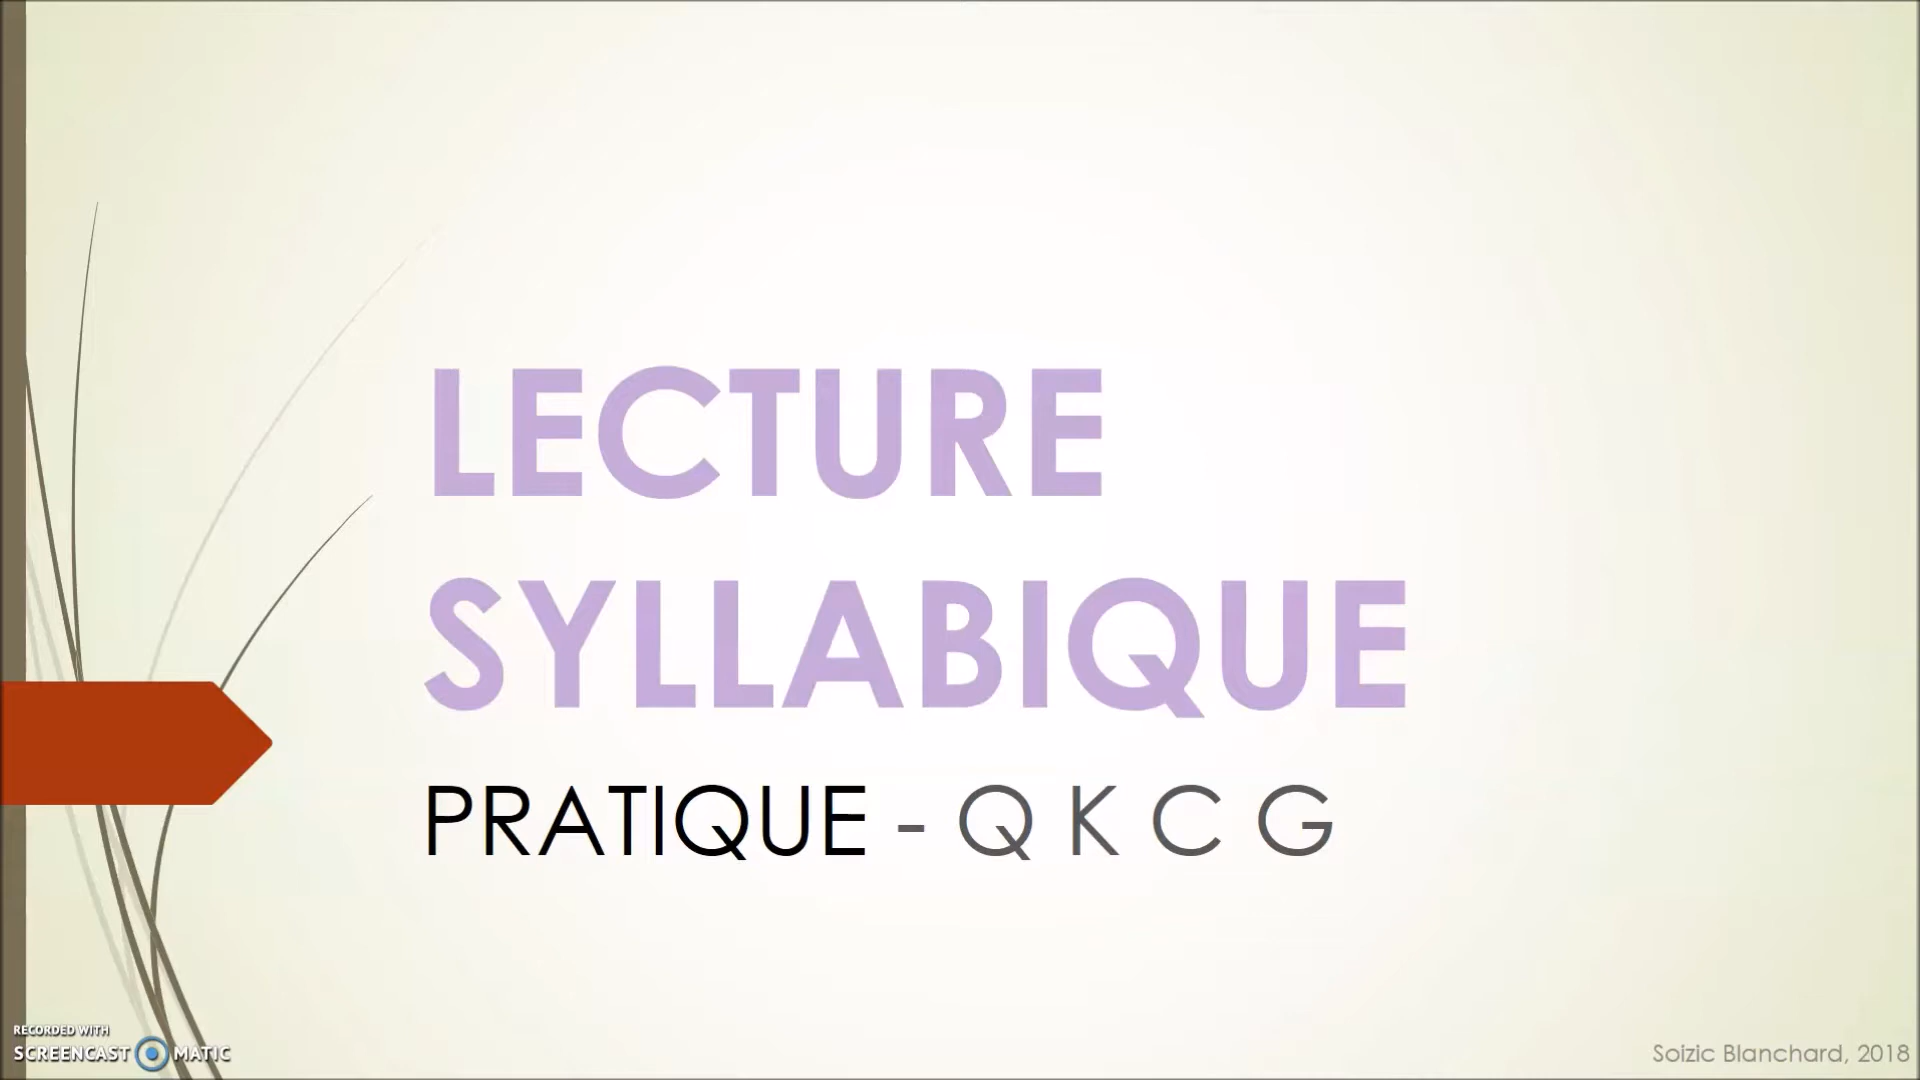 LECTURE
SYLLABIQUE
PRATIQUE - Q K C G
RECORDED WITH
SCREENCAST MATIC
Soizic Blanchard, 2018